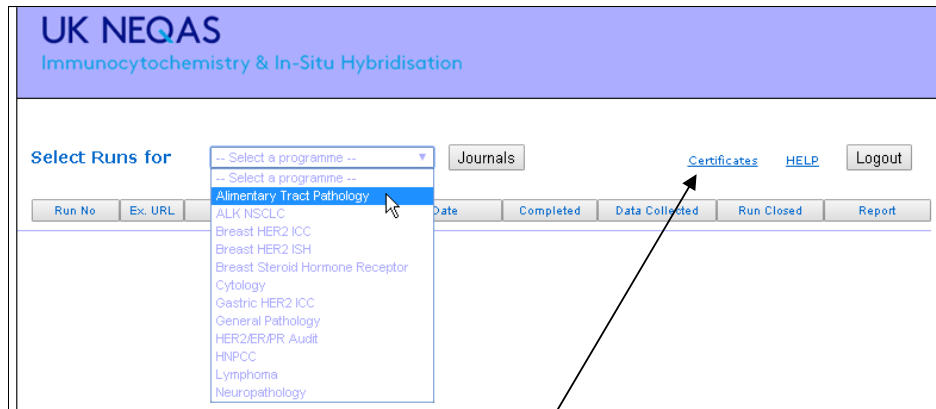 UK NEQAS
Immunocytochemistry & In-Situ Hybridisation
Select Runs for -- Select a programme -- Journals Certificates HELP Logout
-- Select a programme --
Alimentary Tract Pathology
Run No Ex. URL Date Completed Data Collected Run Closed Report
ALK NSCLC
Breast HER2 ICC
Breast HER2 ISH
Breast Steroid Hormone Receptor
Cytology
Gastric HER2 ICC
General Pathology
HER2/ER/PR Audit
HNPCC
Lymphoma
Neuropathology